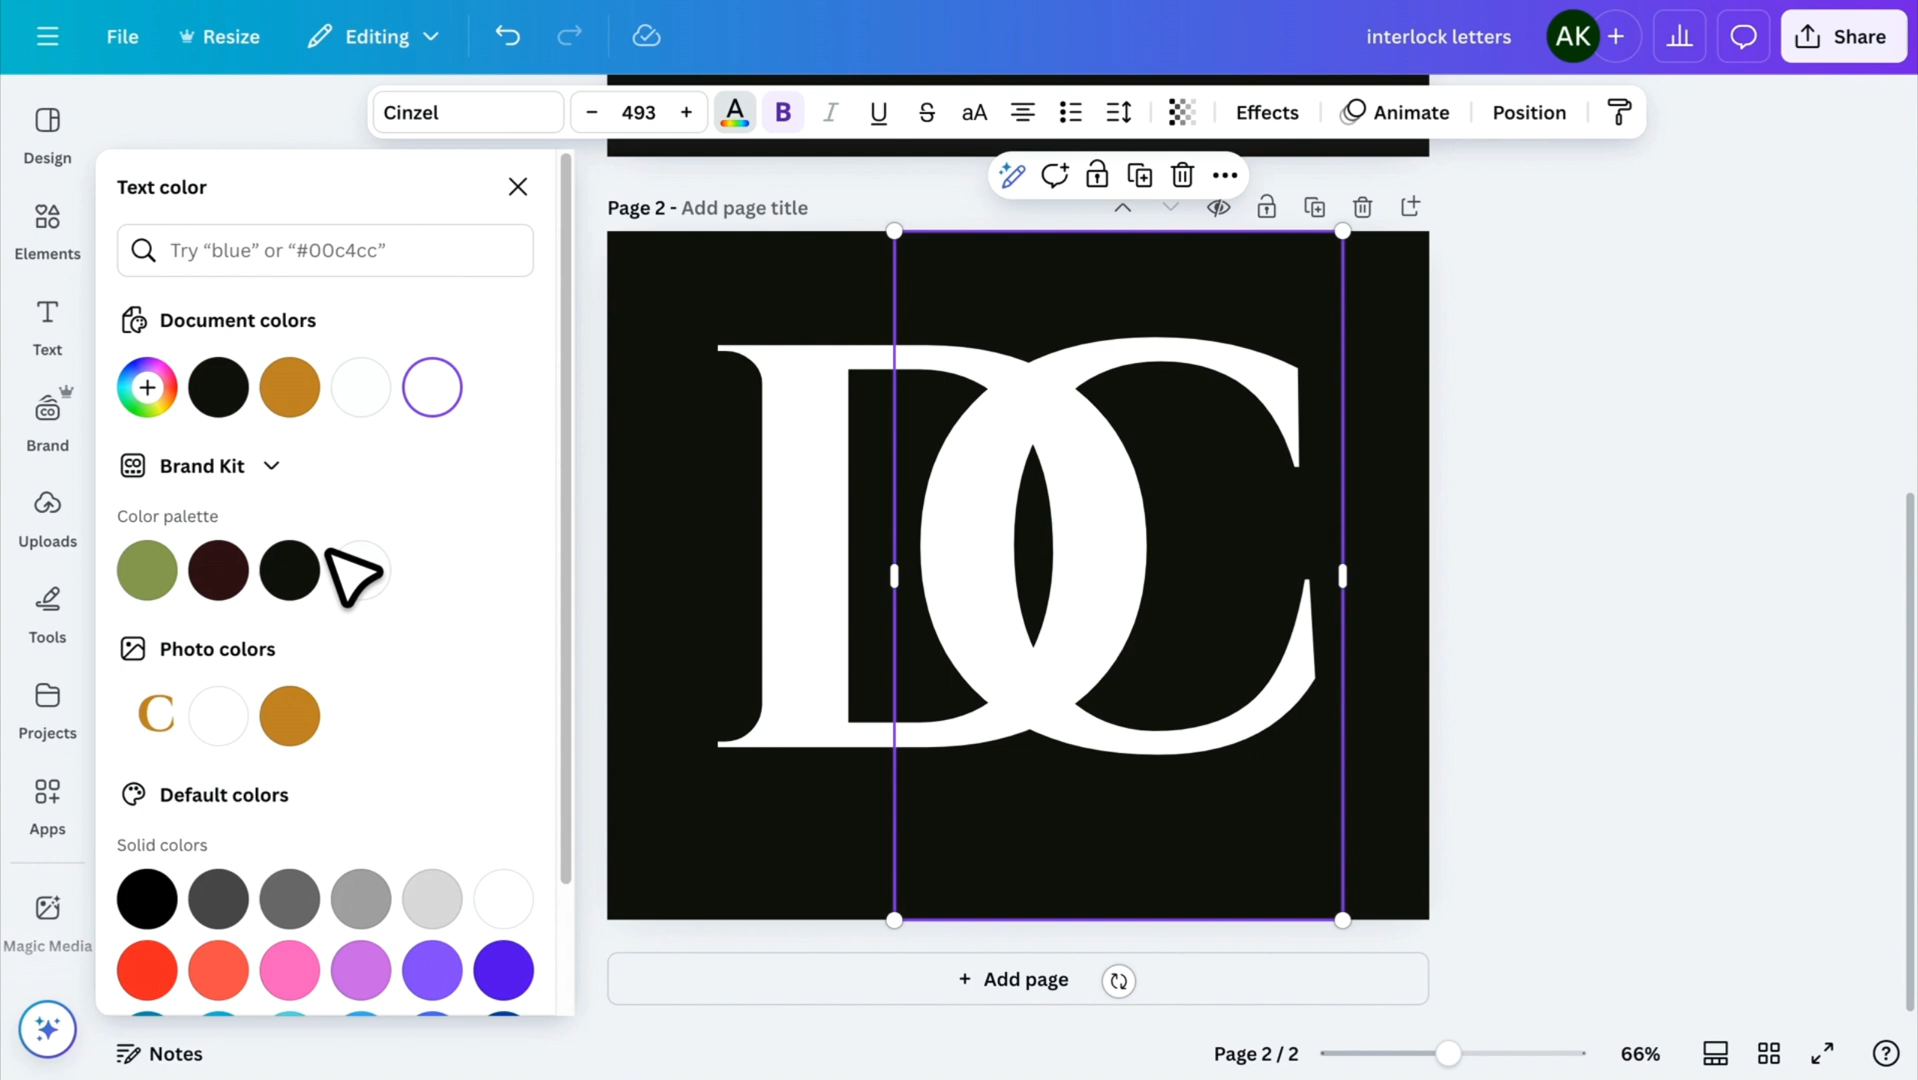 File
Resize
Editing
interlock letters
AK
Share
Cinzel
493
A
B
I
U
S
aA
Effects
Animate
Position
Design
Elements
Text
Brand
Uploads
Tools
Projects
Apps
Magic Media
Text color
Try “blue” or “#00c4cc”
Document colors
Brand Kit
Color palette
Photo colors
C
Default colors
Solid colors
Page 2 - Add page title
DC
+ Add page
Notes
Page 2 / 2
66%